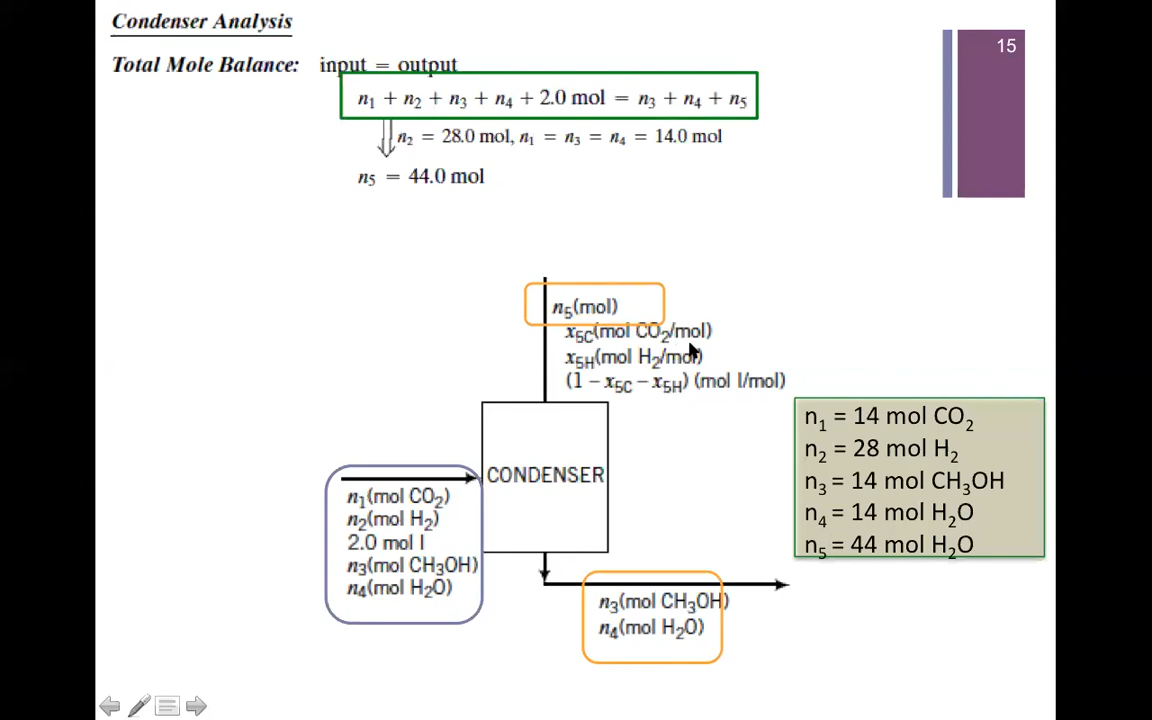 Condenser Analysis
15
Total Mole Balance: input = output
n₁ + n₂ + n₃ + n₄ + 2.0 mol = n₃ + n₄ + n₅
n₂ = 28.0 mol, n₁ = n₃ = n₄ = 14.0 mol
n₅ = 44.0 mol
n₅(mol)
x₅C(mol CO₂/mol)
x₅H(mol H₂/mol)
(1 − x₅C − x₅H) (mol I/mol)
CONDENSER
n₁(mol CO₂)
n₂(mol H₂)
2.0 mol I
n₃(mol CH₃OH)
n₄(mol H₂O)
n₃(mol CH₃OH)
n₄(mol H₂O)
n₁ = 14 mol CO₂
n₂ = 28 mol H₂
n₃ = 14 mol CH₃OH
n₄ = 14 mol H₂O
n₅ = 44 mol H₂O